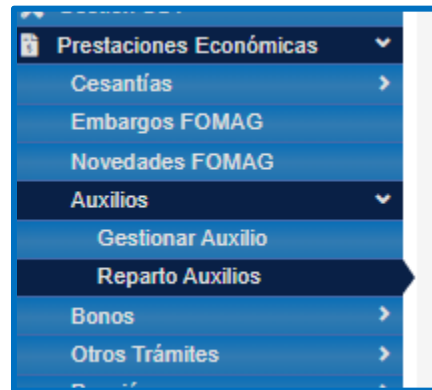 Prestaciones Económicas
Cesantías
Embargos FOMAG
Novedades FOMAG
Auxilios
Gestionar Auxilio
Reparto Auxilios
Bonos
Otros Trámites